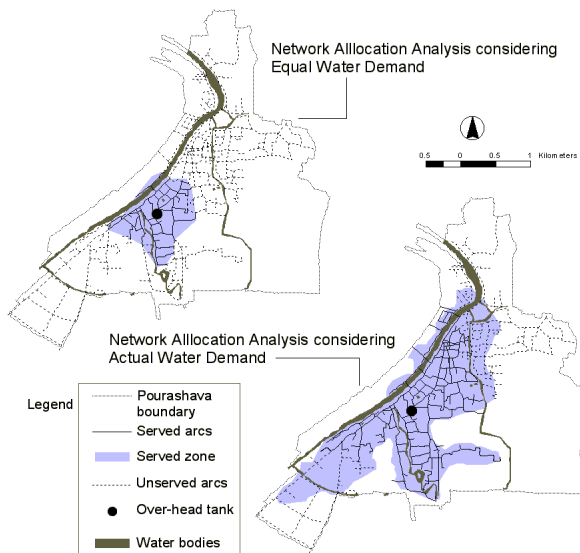 Network Alllocation Analysis considering
Equal Water Demand
0.5 0 0.5 1 Kilometers
Network Alllocation Analysis considering
Actual Water Demand
Legend
Pourashava
boundary
Served arcs
Served zone
Unserved arcs
Over-head tank
Water bodies